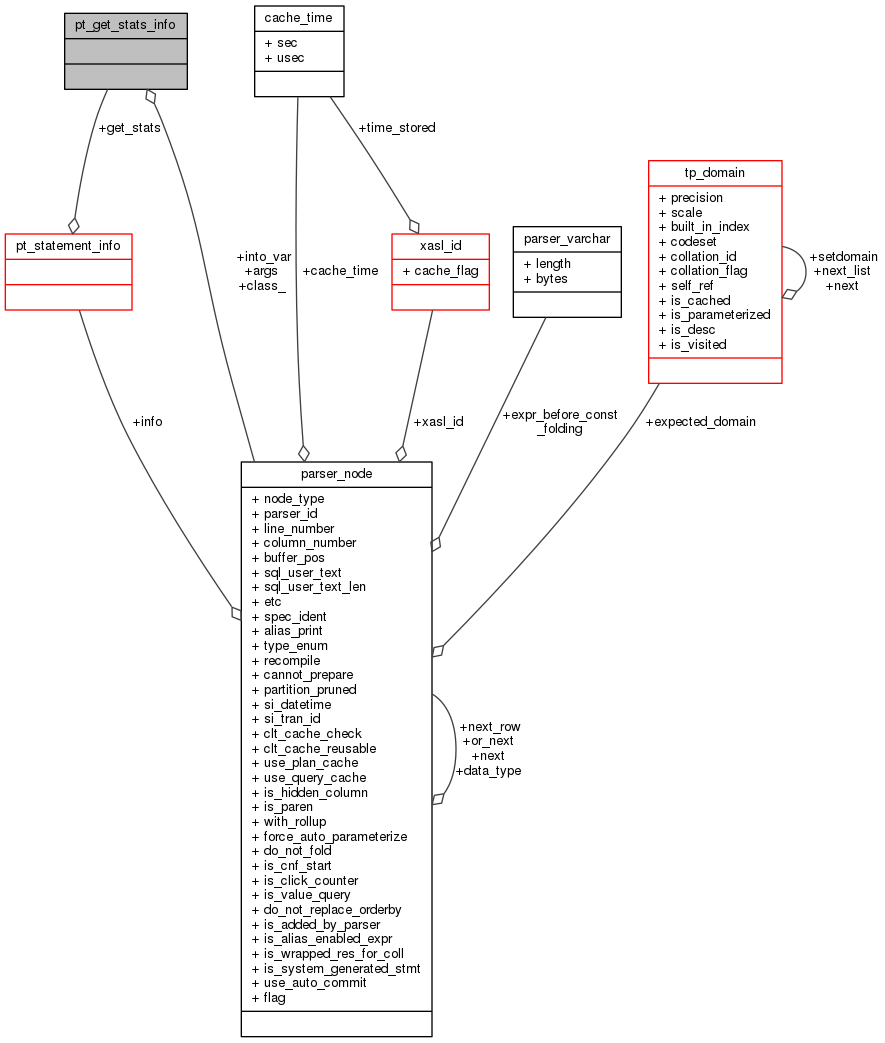 pt_get_stats_info
cache_time
+ sec
+ usec
+get_stats
+time_stored
tp_domain
+ precision
+ scale
+ built_in_index
+ codeset
+ collation_id
+ collation_flag
+ self_ref
+ is_cached
+ is_parameterized
+ is_desc
+ is_visited
+setdomain
+next_list
+next
pt_statement_info
xasl_id
+ cache_flag
parser_varchar
+ length
+ bytes
+into_var
+args
+class_
+cache_time
+info
+xasl_id
+expr_before_const
_folding
+expected_domain
parser_node
+ node_type
+ parser_id
+ line_number
+ column_number
+ buffer_pos
+ sql_user_text
+ sql_user_text_len
+ etc
+ spec_ident
+ alias_print
+ type_enum
+ recompile
+ cannot_prepare
+ partition_pruned
+ si_datetime
+ si_tran_id
+ clt_cache_check
+ clt_cache_reusable
+ use_plan_cache
+ use_query_cache
+ is_hidden_column
+ is_paren
+ with_rollup
+ force_auto_parameterize
+ do_not_fold
+ is_cnf_start
+ is_click_counter
+ is_value_query
+ do_not_replace_orderby
+ is_added_by_parser
+ is_alias_enabled_expr
+ is_wrapped_res_for_coll
+ is_system_generated_stmt
+ use_auto_commit
+ flag
+next_row
+or_next
+next
+data_type